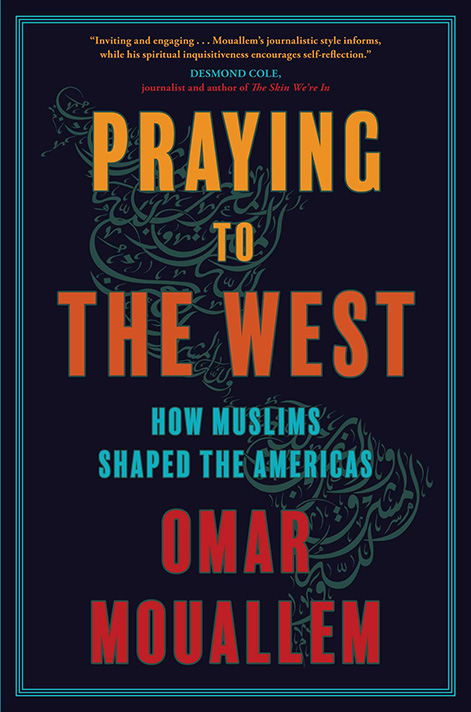 “Inviting and engaging . . . Mouallem’s journalistic style informs,
while his spiritual inquisitiveness encourages self-reflection.”
DESMOND COLE,
journalist and author of The Skin We’re In
PRAYING
TO
THE WEST
HOW MUSLIMS
SHAPED THE AMERICAS
OMAR
MOUALLEM